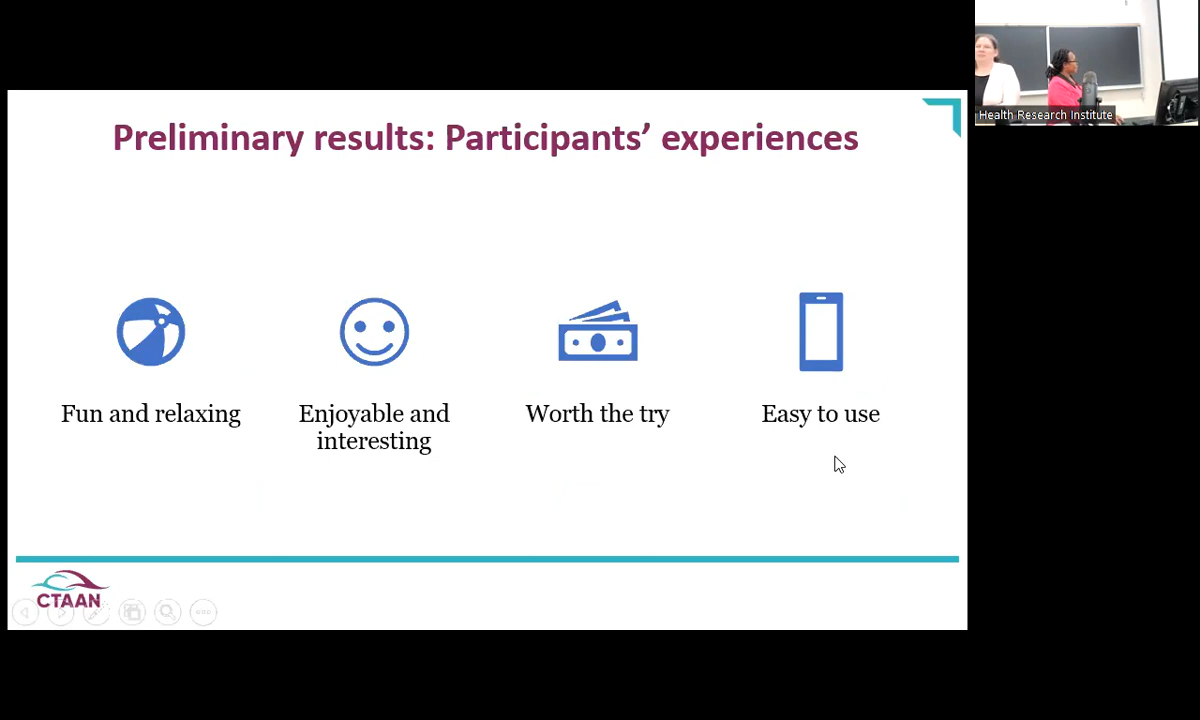 Preliminary results: Participants’ experiences
Health Research Institute
Fun and relaxing
Enjoyable and
interesting
Worth the try
Easy to use
CTAAN